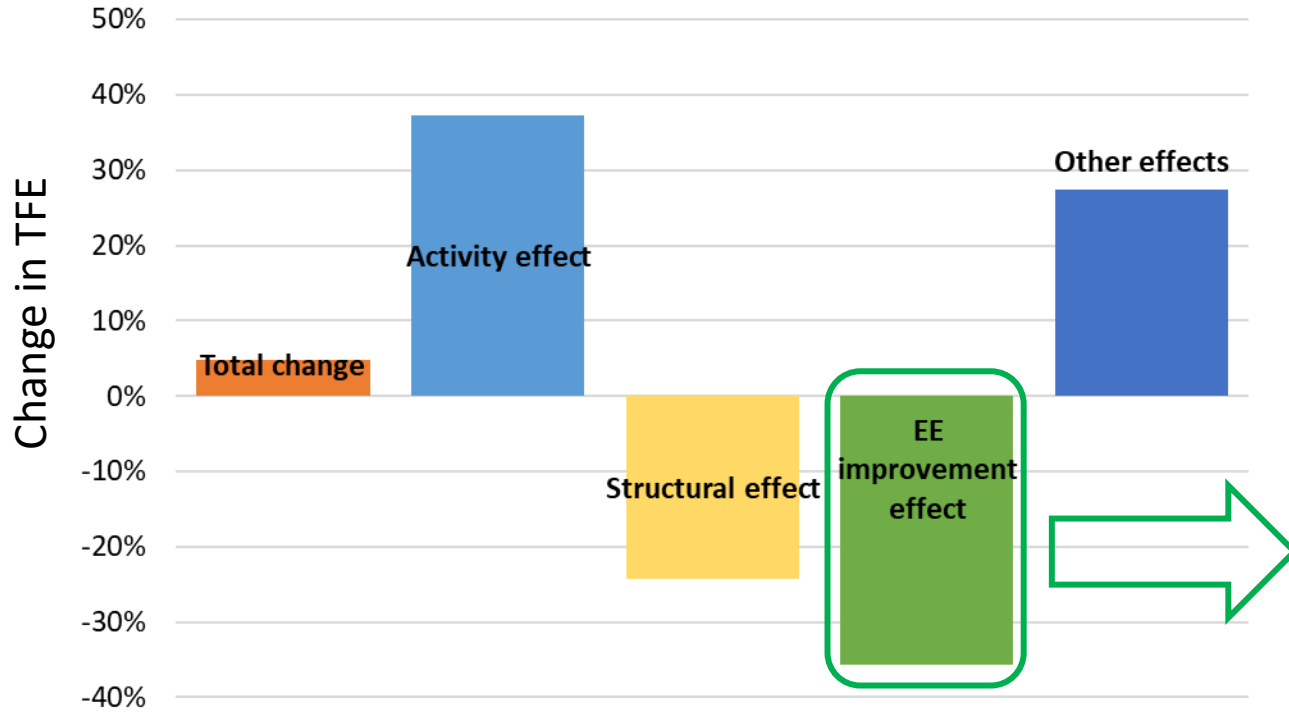 Change in TFE
50%
40%
30%
20%
10%
0%
-10%
-20%
-30%
-40%
Total change
Activity effect
Structural effect
EE
improvement
effect
Other effects